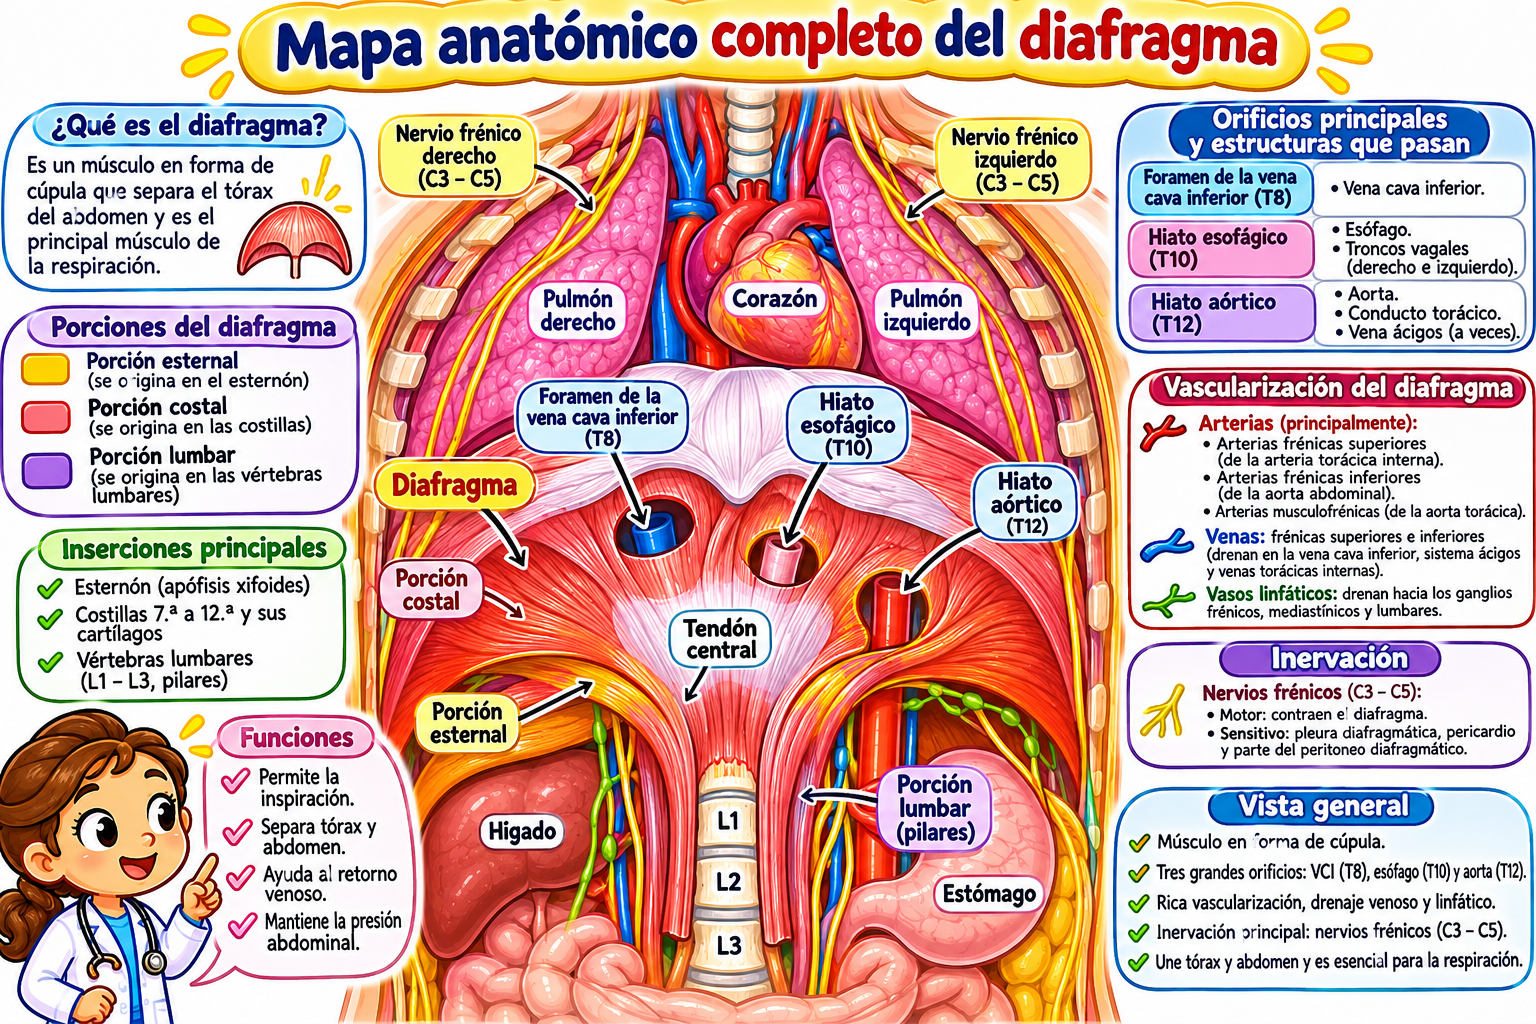 Mapa anatómico completo del diafragma
¿Qué es el diafragma?
Es un músculo en forma de
cúpula que separa el tórax
del abdomen y es el
principal músculo de
la respiración.
Porciones del diafragma
Porción esternal
(se origina en el esternón)
Porción costal
(se origina en las costillas)
Porción lumbar
(se origina en las vértebras
lumbares)
Inserciones principales
Esternón (apófisis xifoides)
Costillas 7.ª a 12.ª y sus
cartílagos
Vértebras lumbares
(L1 – L3, pilares)
Funciones
Permite la
inspiración.
Separa tórax y
abdomen.
Ayuda al retorno
venoso.
Mantiene la presión
abdominal.
Nervio frénico
derecho
(C3 – C5)
Nervio frénico
izquierdo
(C3 – C5)
Pulmón
derecho
Corazón
Pulmón
izquierdo
Foramen de la
vena cava inferior
(T8)
Hiato
esofágico
(T10)
Hiato
aórtico
(T12)
Diafragma
Porción
costal
Tendón
central
Porción
esternal
Porción
lumbar
(pilares)
Hígado
Estómago
L1
L2
L3
Orificios principales
y estructuras que pasan
Foramen de la vena
cava inferior (T8)
• Vena cava inferior.
Hiato esofágico
(T10)
• Esófago.
• Troncos vagales
(derecho e izquierdo).
Hiato aórtico
(T12)
• Aorta.
• Conducto torácico.
• Vena ácigos (a veces).
Vascularización del diafragma
Arterias (principalmente):
• Arterias frénicas superiores
(de la arteria torácica interna).
• Arterias frénicas inferiores
(de la aorta abdominal).
• Arterias musculofrénicas (de la aorta torácica).
Venas: frénicas superiores e inferiores
(drenan en la vena cava inferior, sistema ácigos
y venas torácicas internas).
Vasos linfáticos: drenan hacia los ganglios
frénicos, mediastínicos y lumbares.
Inervación
Nervios frénicos (C3 – C5):
• Motor: contraen el diafragma.
• Sensitivo: pleura diafragmática, pericardio
y parte del peritoneo diafragmático.
Vista general
Músculo en forma de cúpula.
Tres grandes orificios: VCI (T8), esófago (T10) y aorta (T12).
Rica vascularización, drenaje venoso y linfático.
Inervación principal: nervios frénicos (C3 – C5).
Une tórax y abdomen y es esencial para la respiración.